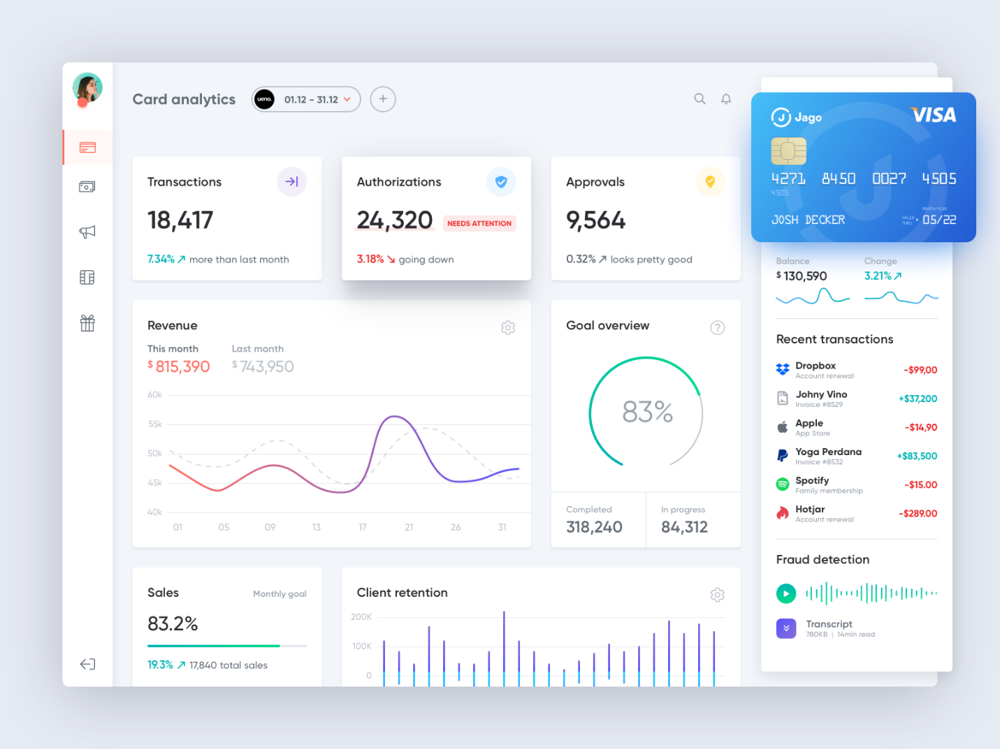 Card analytics
ueno.
01.12 - 31.12
Transactions
18,417
7.34% more than last month
Authorizations
24,320
NEEDS ATTENTION
3.18% going down
Approvals
9,564
0.32% looks pretty good
Revenue
This month
$ 815,390
Last month
$ 743,950
60k
55k
50k
45k
40k
01 05 09 13 17 21 26 31
Goal overview
?
83%
Completed
318,240
In progress
84,312
Sales
Monthly goal
83.2%
19.3% 17,840 total sales
Client retention
200K
100K
0
J Jago
VISA
4271 8450 0027 4505
4505
MONTH/YEAR
JOSH DECKER
VALID
THRU
05/22
Balance
$ 130,590
Change
3.21%
Recent transactions
Dropbox
Account renewal
-$99,00
Johny Vino
Invoice #8529
+$37,200
Apple
App Store
-$14,90
Yoga Perdana
Invoice #8532
+$83,500
Spotify
Family membership
-$15.00
Hotjar
Account renewal
-$289.00
Fraud detection
Transcript
780KB | 14min read